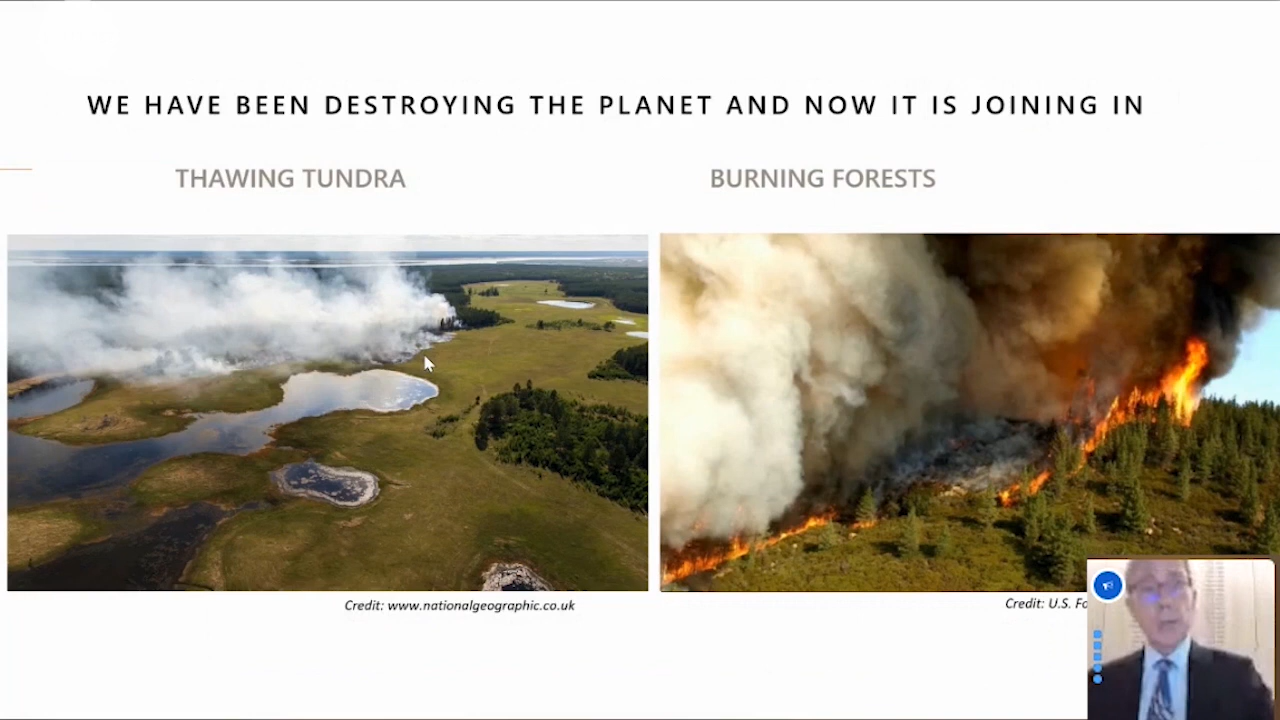 WE HAVE BEEN DESTROYING THE PLANET AND NOW IT IS JOINING IN
THAWING TUNDRA
BURNING FORESTS
Credit: www.nationalgeographic.co.uk
Credit: U.S.